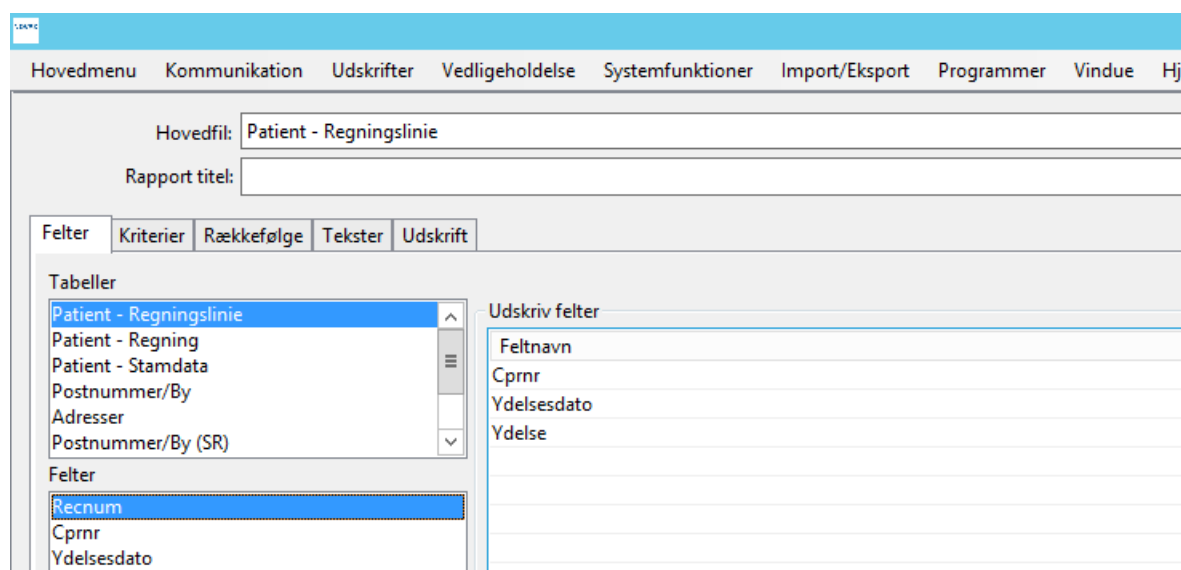 Hovedmenu Kommunikation Udskrifter Vedligeholdelse Systemfunktioner Import/Eksport Programmer Vindue Hj
Hovedfil: Patient - Regningslinie
Rapport titel:
Felter Kriterier Rækkefølge Tekster Udskrift
Tabeller
Patient - Regningslinie
Patient - Regning
Patient - Stamdata
Postnummer/By
Adresser
Postnummer/By (SR)
Felter
Recnum
Cprnr
Ydelsesdato
Udskriv felter
Feltnavn
Cprnr
Ydelsesdato
Ydelse